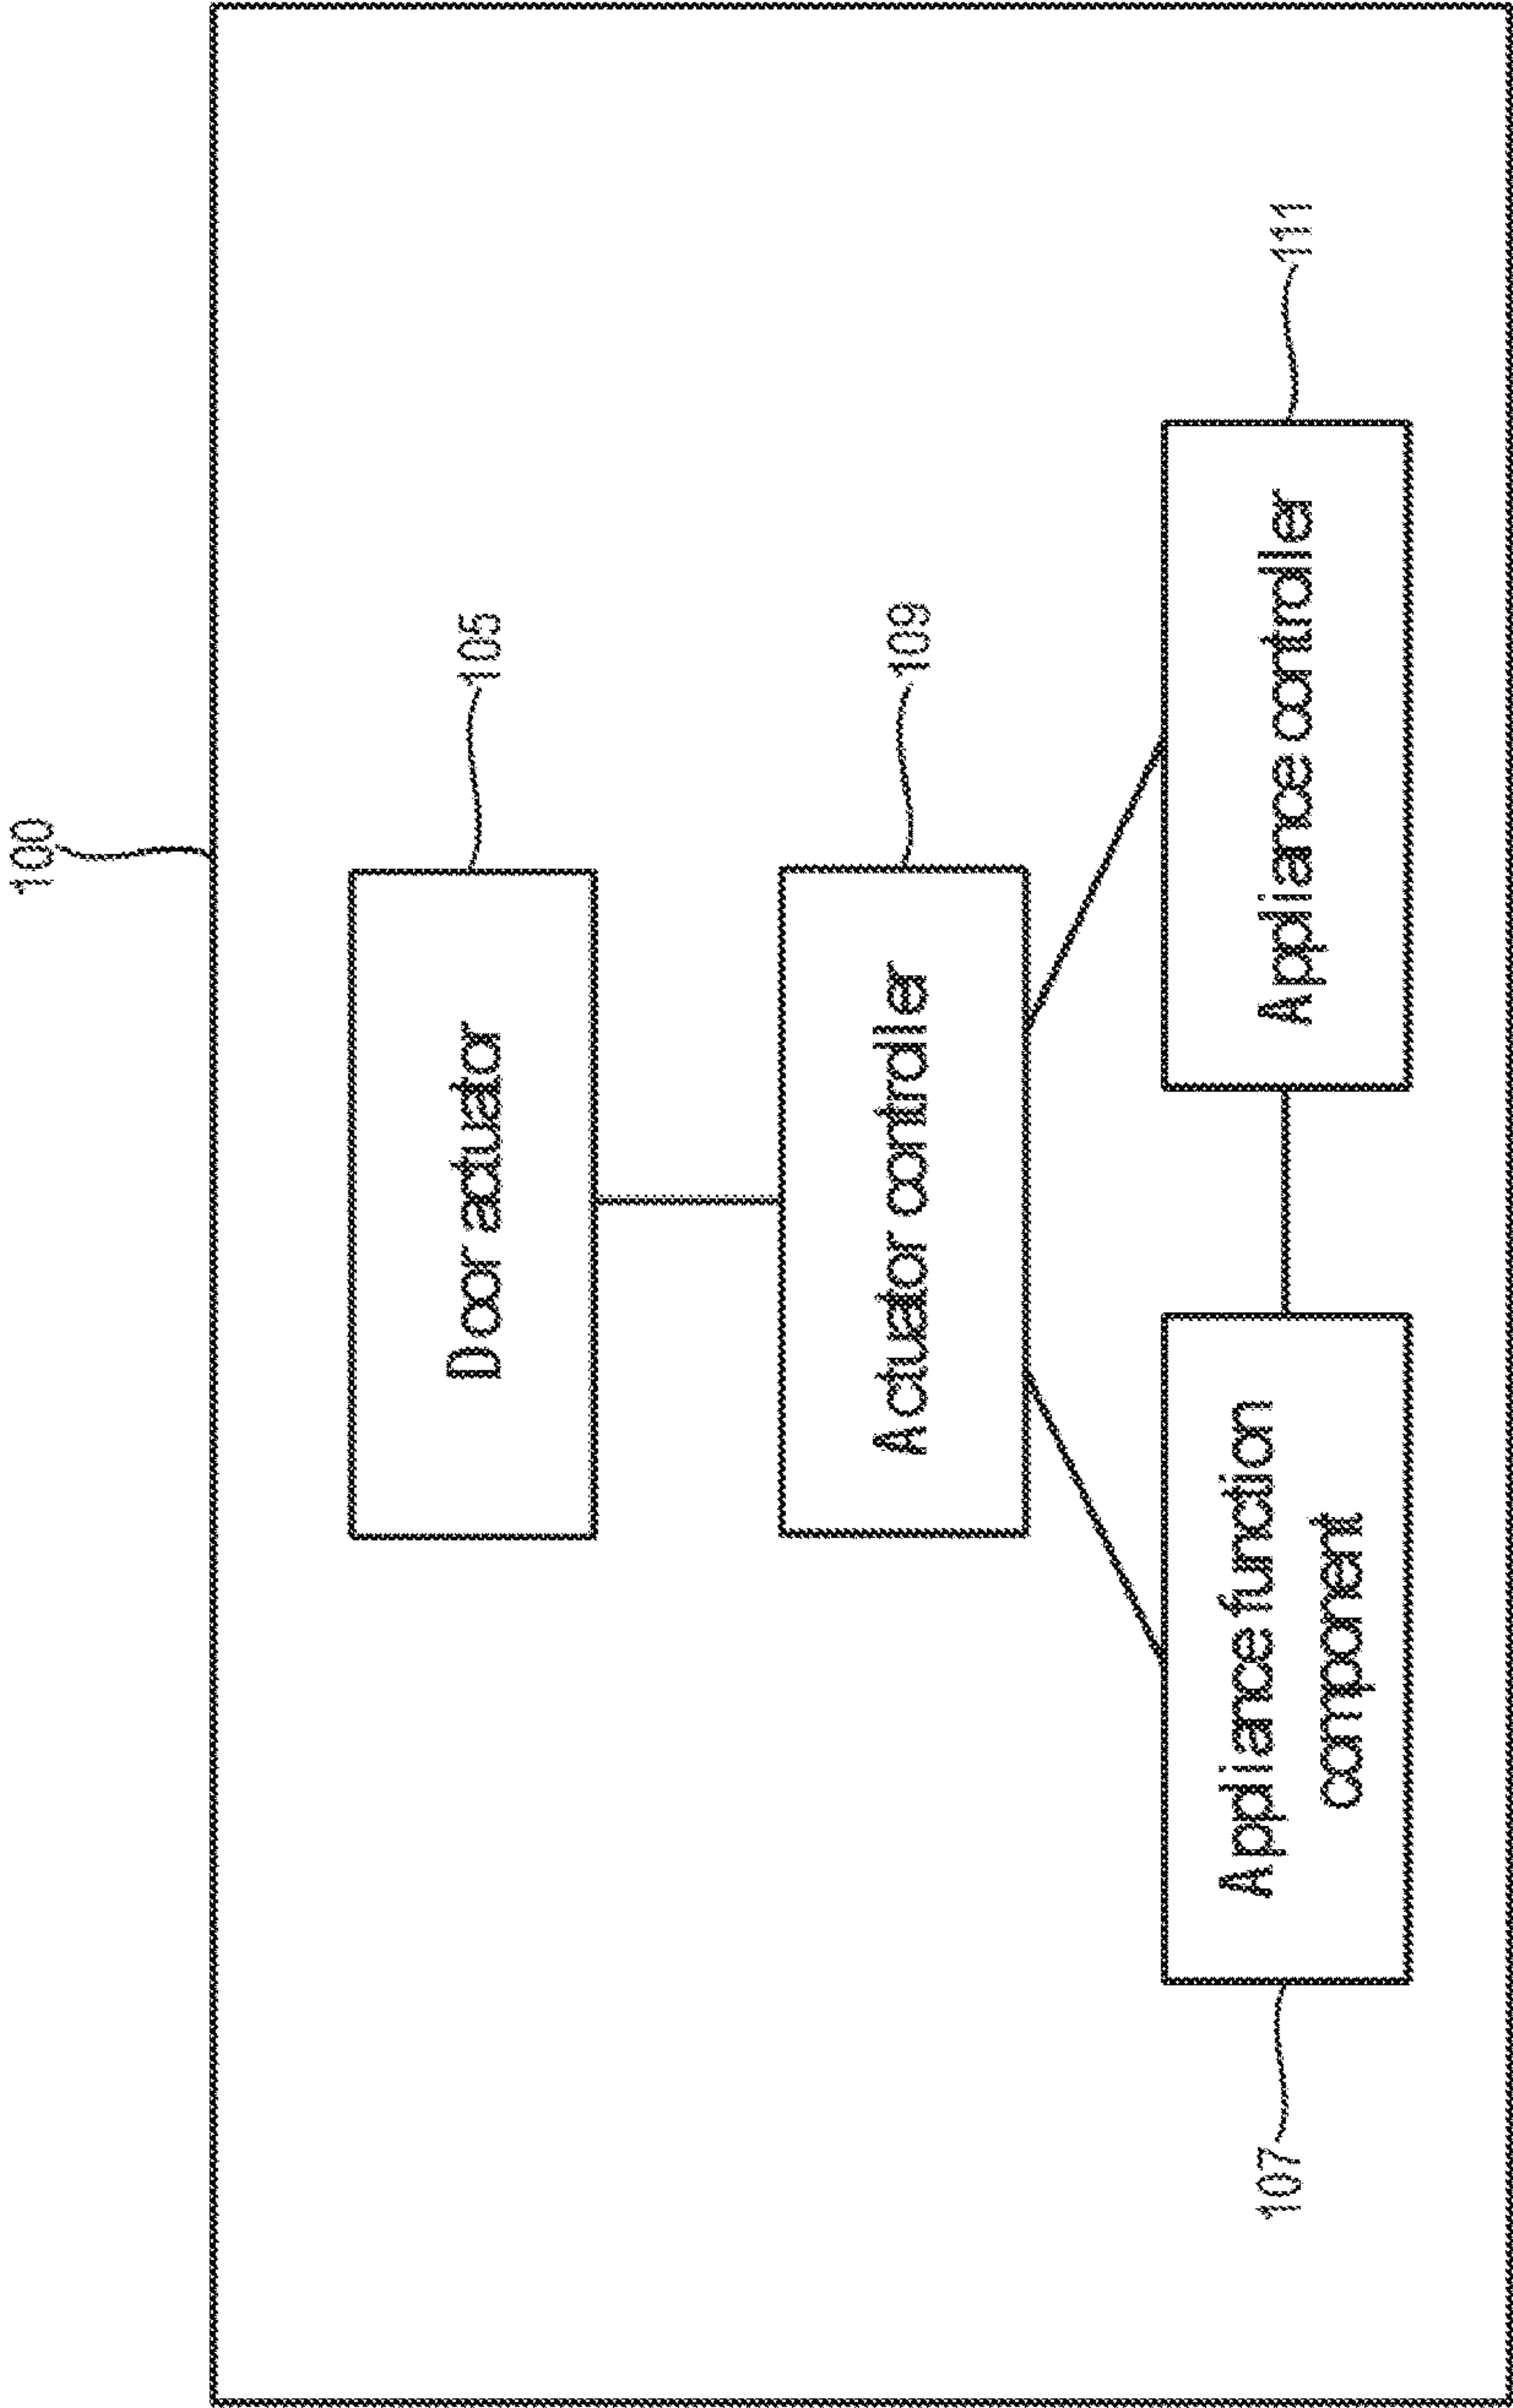 100
Door actuator
105
Actuator controller
109
Appliance function
component
107
Appliance controller
111